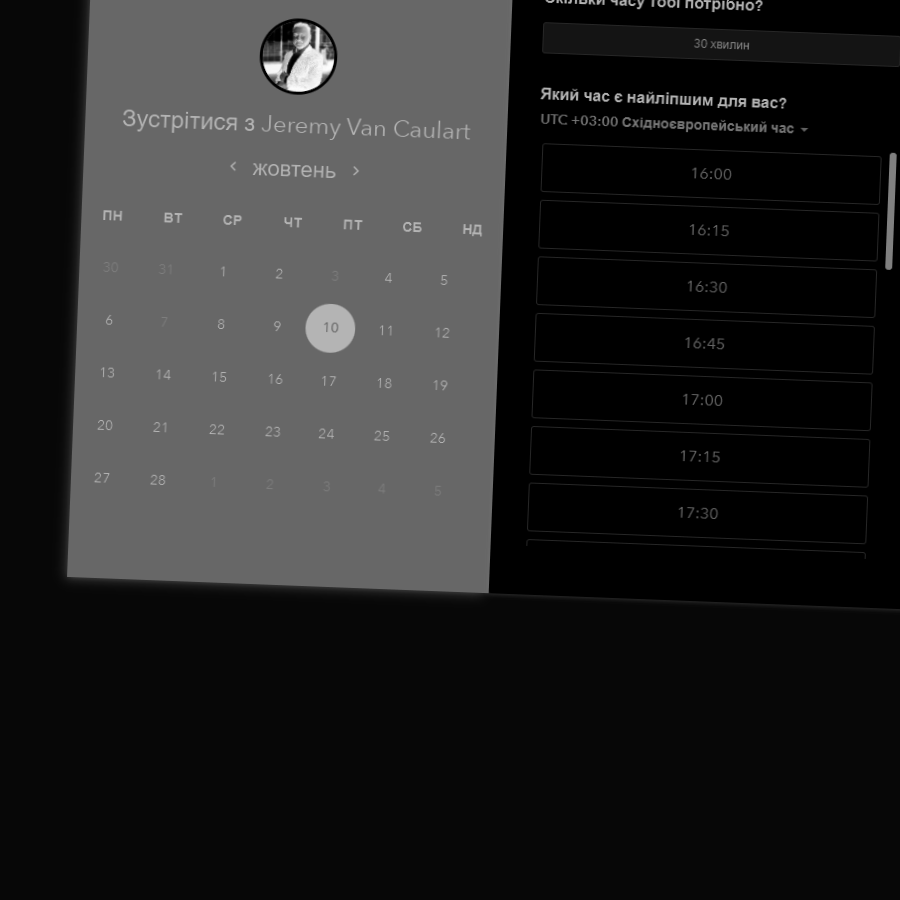 Зустрітися з Jeremy Van Caulart
жовтень
ПН ВТ СР ЧТ ПТ СБ НД
30 31 1 2 3 4 5
6 7 8 9 10 11 12
13 14 15 16 17 18 19
20 21 22 23 24 25 26
27 28 1 2 3 4 5
Скільки часу тобі потрібно?
30 хвилин
Який час є найліпшим для вас?
UTC +03:00 Східноєвропейський час
16:00
16:15
16:30
16:45
17:00
17:15
17:30